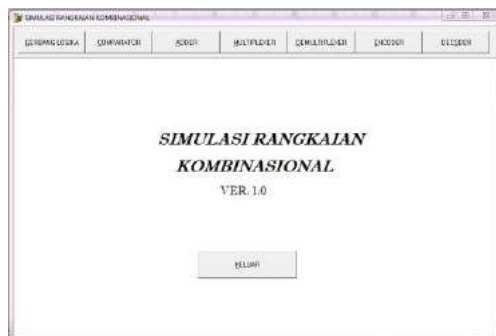 SIMULASI RANGKAIAN KOMBINASIONAL
GERBANG LOGIKA COMPARATOR ADDER MULTIPLEXER DEMULTIPLEXER ENCODER DECODER
SIMULASI RANGKAIAN
KOMBINASIONAL
VER. 1.0
KELUAR